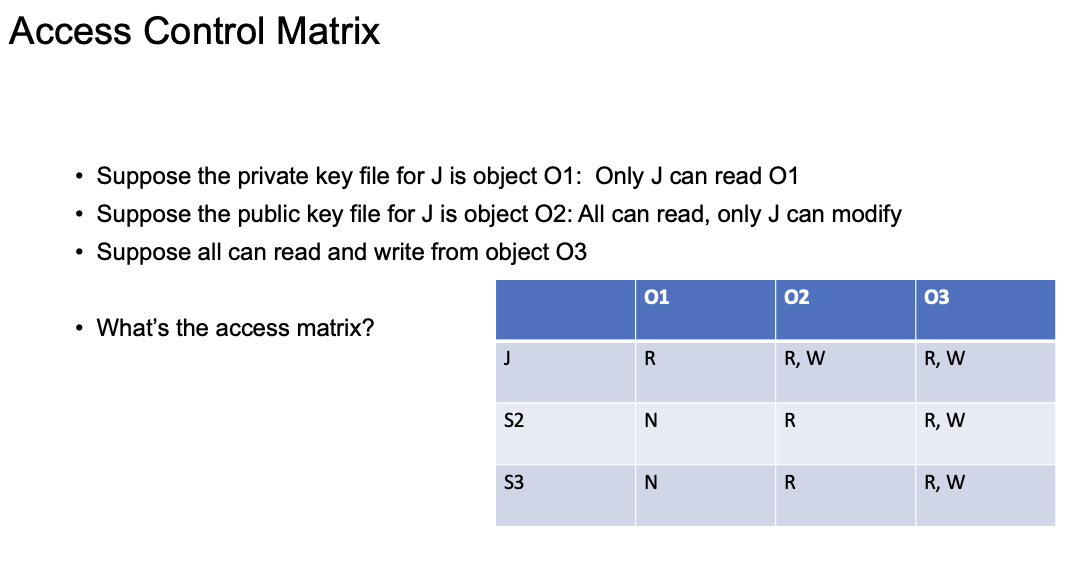 Access Control Matrix
• Suppose the private key file for J is object O1:  Only J can read O1
• Suppose the public key file for J is object O2: All can read, only J can modify
• Suppose all can read and write from object O3
• What’s the access matrix?
O1 O2 O3
J R R, W R, W
S2 N R R, W
S3 N R R, W